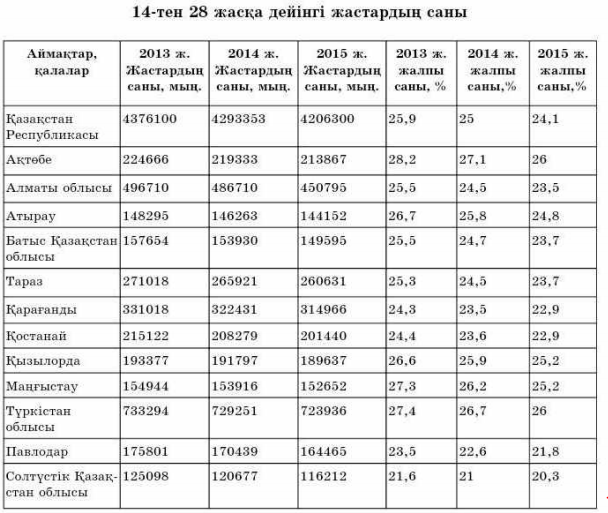 14-тен 28 жасқа дейінгі жастардың саны
Аймақтар, қалалар | 2013 ж. Жастардың саны, мың. | 2014 ж. Жастардың саны, мың. | 2015 ж. Жастардың саны, мың. | 2013 ж. жалпы саны, % | 2014 ж. жалпы саны,% | 2015 ж. жалпы саны,%
Қазақстан Республикасы | 4376100 | 4293353 | 4206300 | 25,9 | 25 | 24,1
Ақтөбе | 224666 | 219333 | 213867 | 28,2 | 27,1 | 26
Алматы облысы | 496710 | 486710 | 450795 | 25,5 | 24,5 | 23,5
Атырау | 148295 | 146263 | 144152 | 26,7 | 25,8 | 24,8
Батыс Қазақстан облысы | 157654 | 153930 | 149595 | 25,5 | 24,7 | 23,7
Тараз | 271018 | 265921 | 260631 | 25,3 | 24,5 | 23,7
Қарағанды | 331018 | 322431 | 314966 | 24,3 | 23,5 | 22,9
Қостанай | 215122 | 208279 | 201440 | 24,4 | 23,6 | 22,9
Қызылорда | 193377 | 191797 | 189637 | 26,6 | 25,9 | 25,2
Маңғыстау | 154944 | 153916 | 152652 | 27,3 | 26,2 | 25,2
Түркістан облысы | 733294 | 729251 | 723936 | 27,4 | 26,7 | 26
Павлодар | 175801 | 170439 | 164465 | 23,5 | 22,6 | 21,8
Солтүстік Қазақ-стан облысы | 125098 | 120677 | 116212 | 21,6 | 21 | 20,3